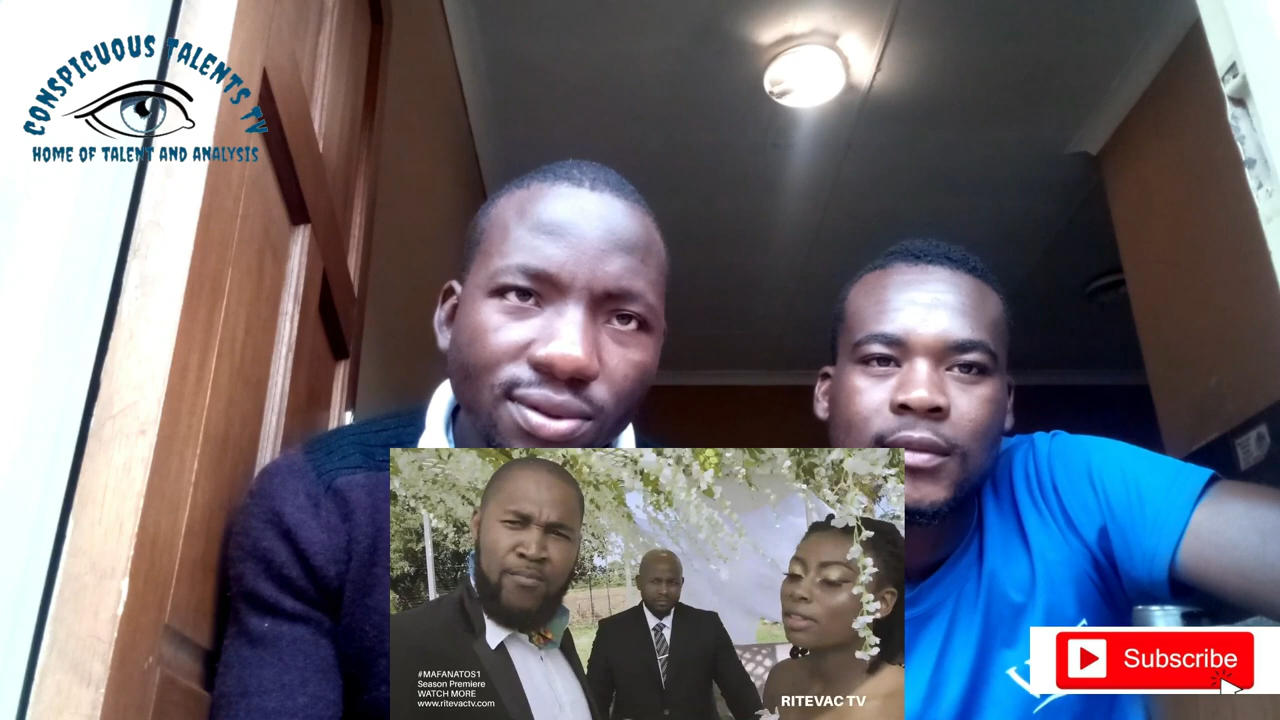 CONSPICUOUS TALENTS TV
HOME OF TALENT AND ANALYSIS
#MAFANATOS1
Season Premiere
WATCH MORE
www.ritevactv.com
RITEVAC TV
Subscribe